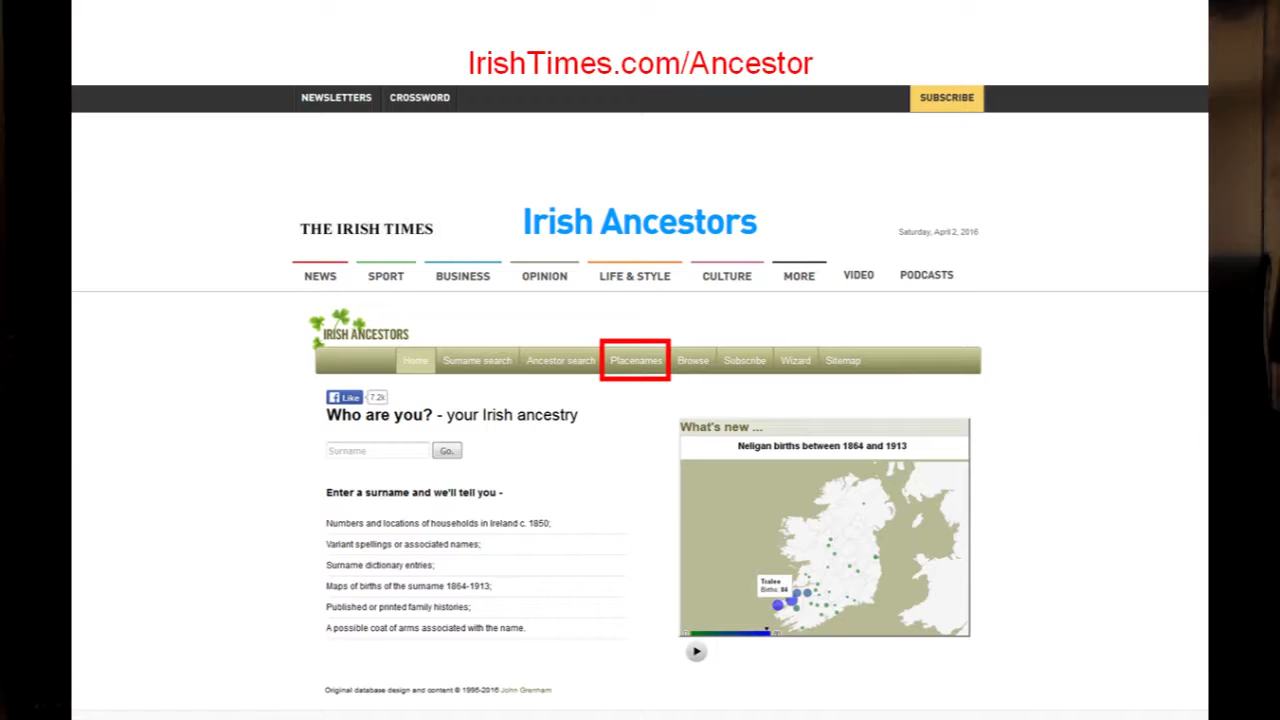 IrishTimes.com/Ancestor
NEWSLETTERS CROSSWORD SUBSCRIBE
THE IRISH TIMES Irish Ancestors Saturday, April 2, 2016
NEWS SPORT BUSINESS OPINION LIFE & STYLE CULTURE MORE VIDEO PODCASTS
IRISH ANCESTORS
Home Surname search Ancestor search Placenames Browse Subscribe Wizard Sitemap
Like 7.2k
Who are you? - your Irish ancestry
Surname Go.
What's new ...
Neligan births between 1864 and 1913
Enter a surname and we'll tell you -
Numbers and locations of households in Ireland c. 1850;
Variant spellings or associated names;
Surname dictionary entries;
Maps of births of the surname 1864-1913;
Published or printed family histories;
A possible coat of arms associated with the name.
Tralee
Births: 84
Original database design and content © 1996-2016 John Grenham